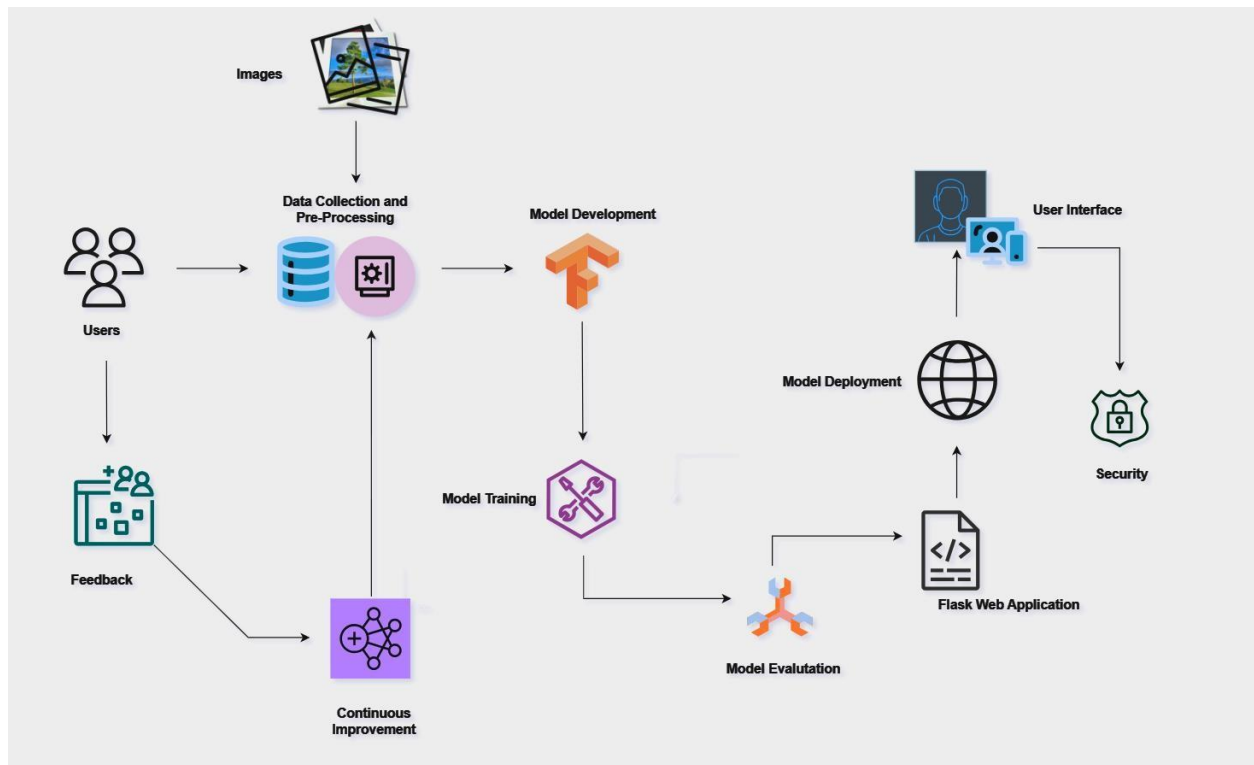 Images
Data Collection and
Pre-Processing
Model Development
User Interface
Users
Model Deployment
Model Training
Security
Feedback
Flask Web Application
Model Evalutation
Continuous
Improvement